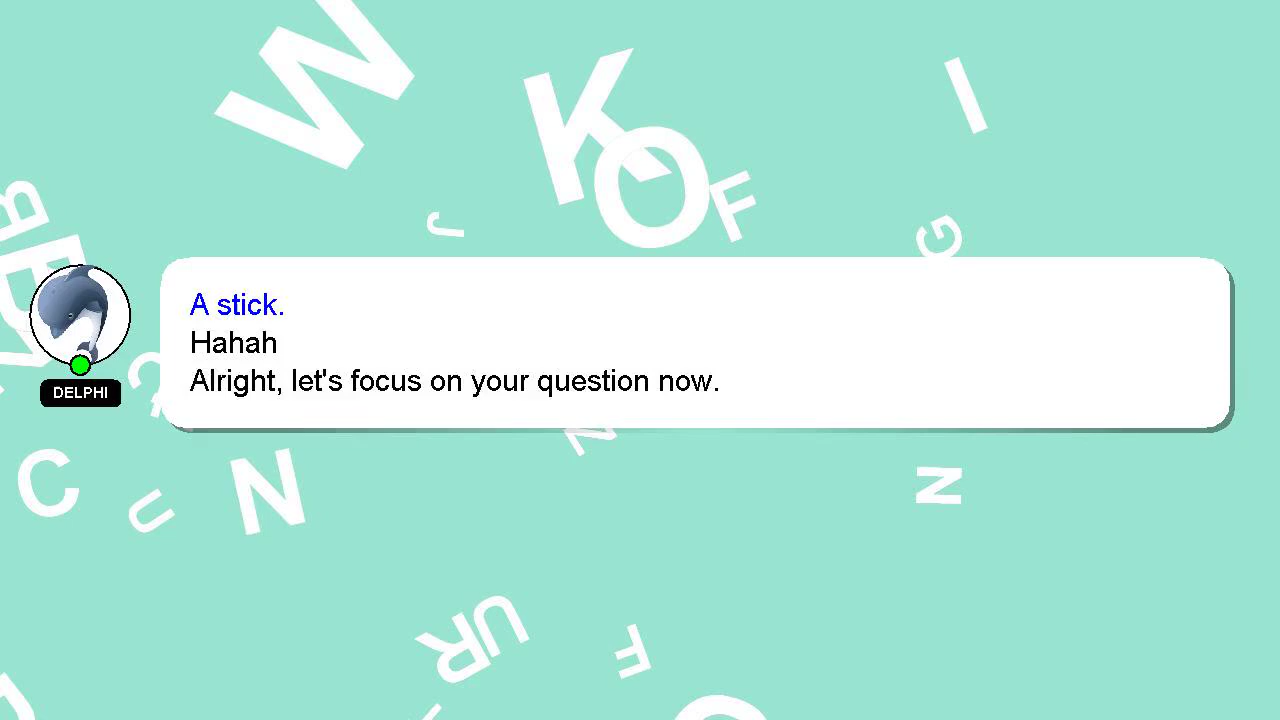 W
K
I
O
F
J
G
A stick.
Hahah
Alright, let's focus on your question now.
DELPHI
C
U
N
N
N
U
R
F